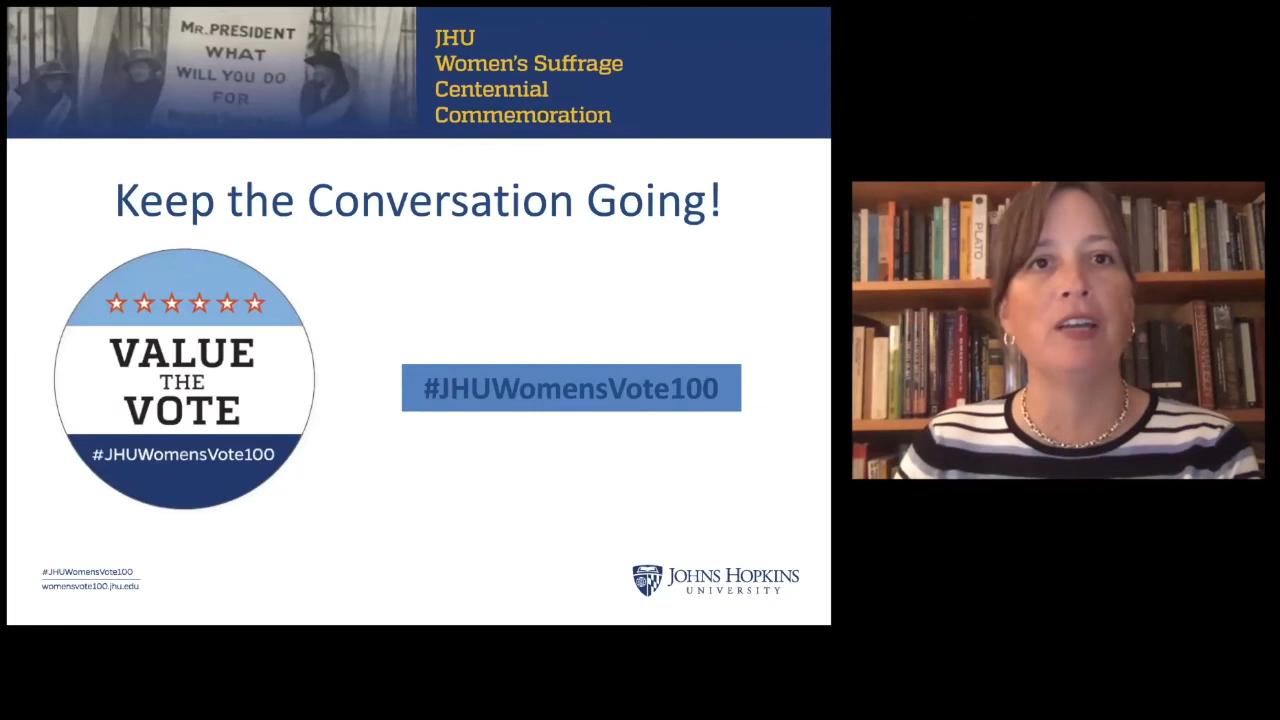 MR. PRESIDENT
WHAT
WILL YOU DO
FOR
JHU
Women's Suffrage
Centennial
Commemoration
Keep the Conversation Going!
VALUE
THE
VOTE
#JHUWomensVote100
#JHUWomensVote100
#JHUWomensVote100
womensvote100.jhu.edu
JOHNS HOPKINS
UNIVERSITY
PLATO